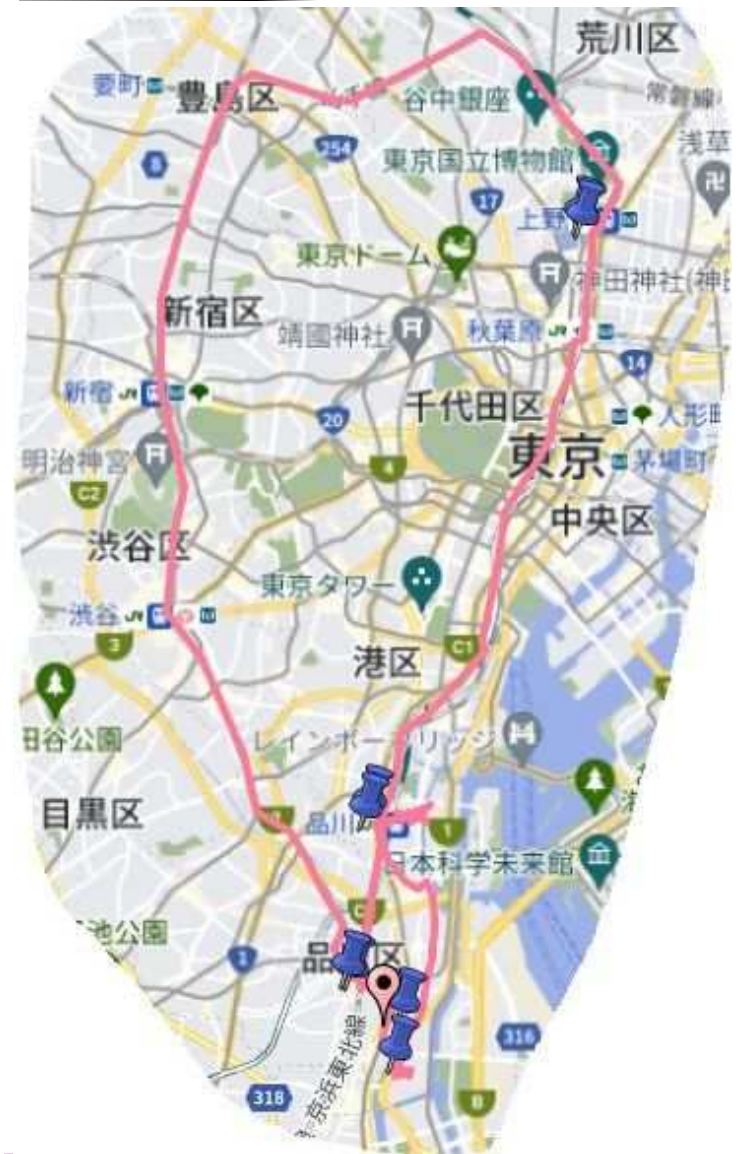 荒川区
要町
豊島区
谷中銀座
常磐線
5
254
東京国立博物館
浅草
17
上野
東京ドーム
神田神社(神田
新宿区
靖國神社
秋葉原 JR
14
新宿 JR
千代田区
20
人形町
明治神宮
4
東京
茅場町
C2
中央区
渋谷区
東京タワー
渋谷 JR
3
C1
港区
田谷公園
レインボーブリッジ
目黒区
品川
1
日本科学未来館
池公園
1
品 区
京浜東北線
316
318
B